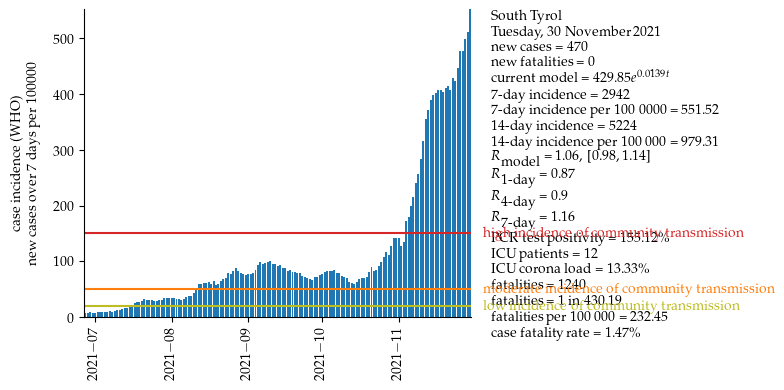 case incidence (WHO)
new cases over 7 days per 100000
500
400
300
200
100
0
2021−07
2021−08
2021−09
2021−10
2021−11
South Tyrol
Tuesday, 30 November 2021
new cases = 470
new fatalities = 0
current model = 429.85e^0.0139t
7-day incidence = 2942
7-day incidence per 100 0000 = 551.52
14-day incidence = 5224
14-day incidence per 100 000 = 979.31
R model = 1.06, [0.98, 1.14]
R 1-day = 0.87
R 4-day = 0.9
R 7-day = 1.16
high incidence of community transmission
test positivity = 155.12%
ICU patients = 12
ICU corona load = 13.33%
fatalities = 1240
moderate incidence of community transmission
fatalities = 1 in 430.19
low incidence of community transmission
fatalities per 100 000 = 232.45
case fatality rate = 1.47%